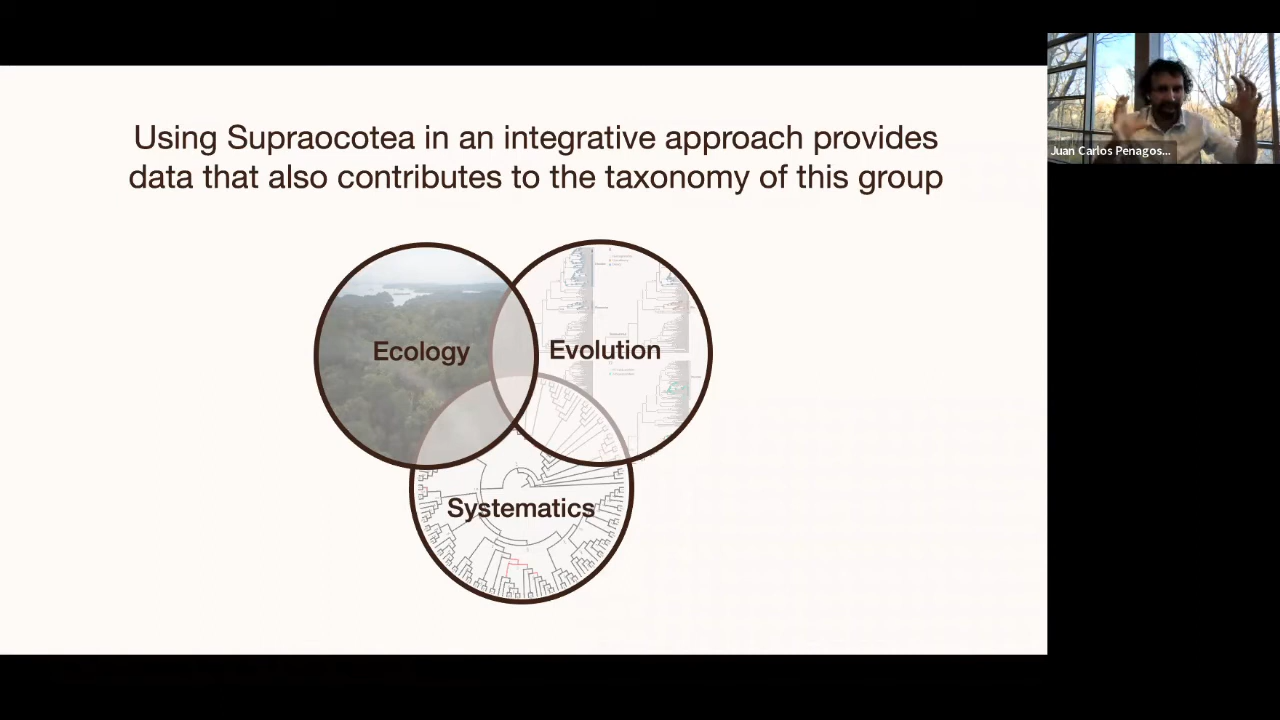 Using Supraocotea in an integrative approach provides
data that also contributes to the taxonomy of this group
Juan Carlos Penagos...
Ecology
Evolution
Systematics